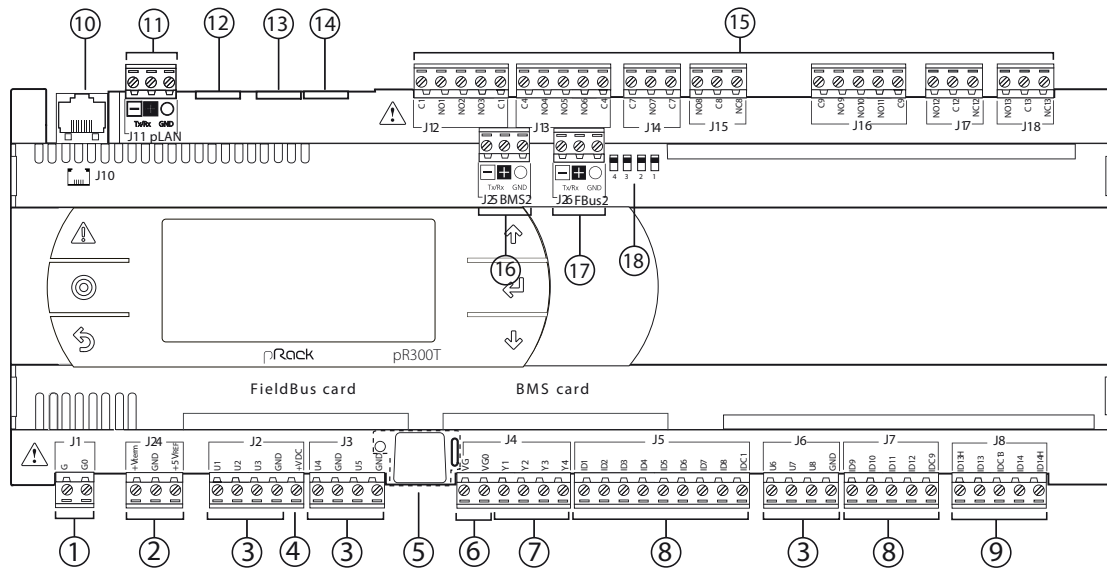 10 11 12 13 14 15
Tx/Rx GND
J11 pLAN
C1 NO1 NO2 NO3 C1
J12
C4 NO4 NO5 NO6 C4
J13
C7 NO7 C7
J14
NO8 C8 NC8
J15
C9 NO9 NO10 NO11 C9
J16
NO12 C12 NC12
J17
NO13 C13 NC13
J18
J10
Tx/Rx GND
J25 BMS2
Tx/Rx GND
J26 FBus2
4 3 2 1
16 17 18
pRack pR300T
FieldBus card BMS card
J1
G G0
J24
+Vterm GND +5VREF
J2
U1 U2 U3 GND +VDC
J3
U4 GND U5 GND
J4
VG VG0 Y1 Y2 Y3 Y4
J5
ID1 ID2 ID3 ID4 ID5 ID6 ID7 ID8 IDC1
J6
U6 U7 U8 GND
J7
ID9 ID10 ID11 ID12 IDC9
J8
ID13H ID13 IDC B ID14 ID14H
1 2 3 4 3 5 6 7 8 3 8 9